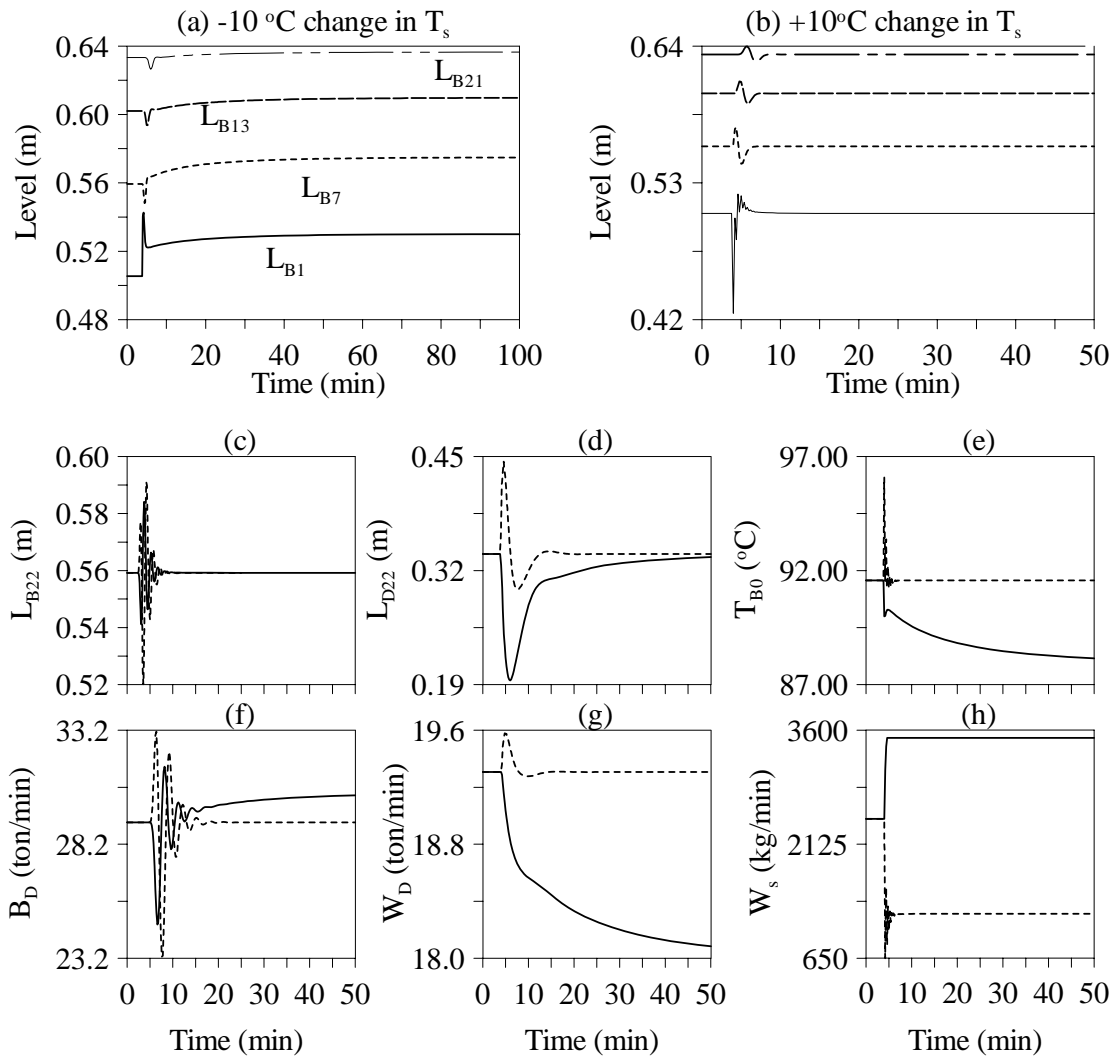 (a) -10 °C change in Ts
(b) +10°C change in Ts
0.64
0.60
0.56
0.52
0.48
Level (m)
LB21
LB13
LB7
LB1
0 20 40 60 80 100
Time (min)
0.64
0.53
0.42
Level (m)
0 10 20 30 40 50
Time (min)
(c)
0.60
0.58
0.56
0.54
0.52
LB22 (m)
(d)
0.45
0.32
0.19
LD22 (m)
(e)
97.00
92.00
87.00
TB0 (°C)
(f)
33.2
28.2
23.2
BD (ton/min)
0 10 20 30 40 50
Time (min)
(g)
19.6
18.8
18.0
WD (ton/min)
0 10 20 30 40 50
Time (min)
(h)
3600
2125
650
Ws (kg/min)
0 10 20 30 40 50
Time (min)